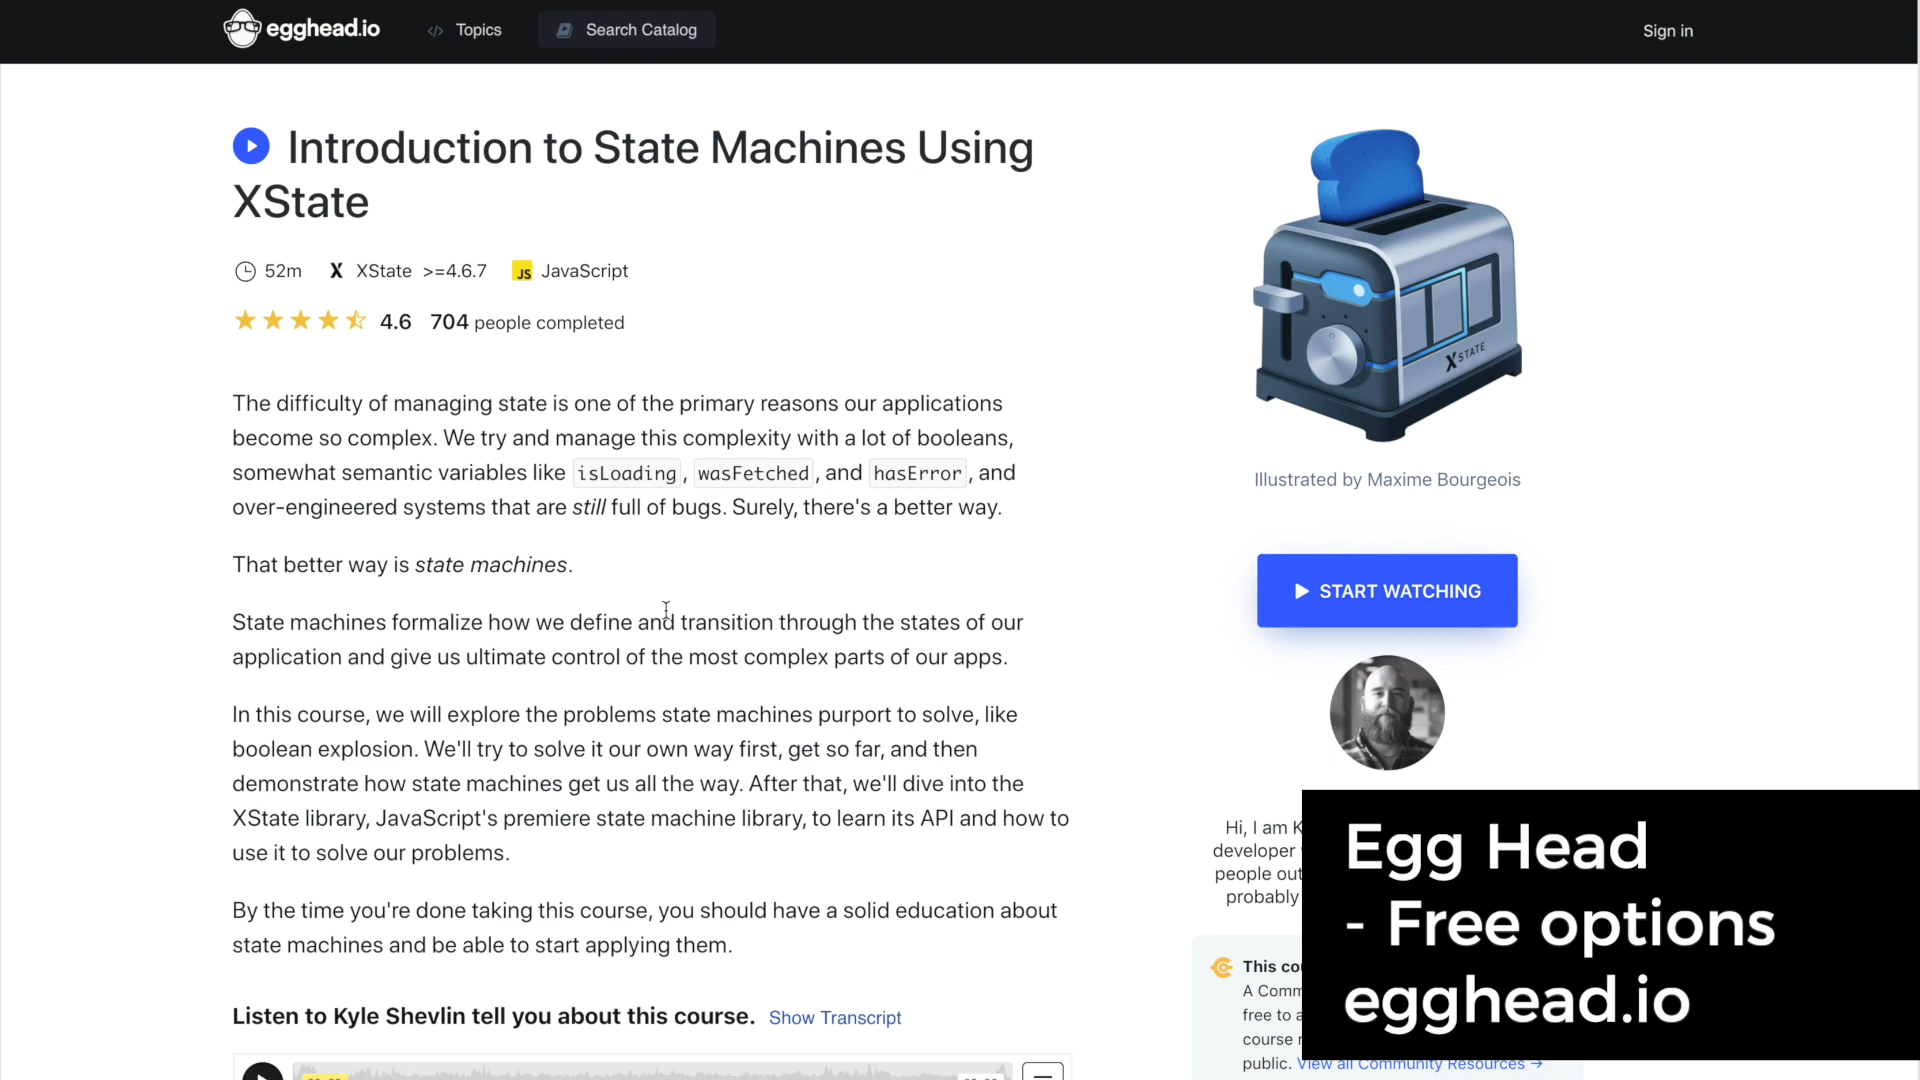 egghead.io
Topics
Search Catalog
Sign in
Introduction to State Machines Using
XState
52m
X XState >=4.6.7
JS JavaScript
4.6 704 people completed
The difficulty of managing state is one of the primary reasons our applications
become so complex. We try and manage this complexity with a lot of booleans,
somewhat semantic variables like isLoading, wasFetched, and hasError, and
over-engineered systems that are still full of bugs. Surely, there's a better way.
That better way is state machines.
State machines formalize how we define and transition through the states of our
application and give us ultimate control of the most complex parts of our apps.
In this course, we will explore the problems state machines purport to solve, like
boolean explosion. We'll try to solve it our own way first, get so far, and then
demonstrate how state machines get us all the way. After that, we'll dive into the
XState library, JavaScript's premiere state machine library, to learn its API and how to
use it to solve our problems.
By the time you're done taking this course, you should have a solid education about
state machines and be able to start applying them.
Listen to Kyle Shevlin tell you about this course. Show Transcript
X STATE
Illustrated by Maxime Bourgeois
START WATCHING
Hi, I am K
developer
people out
probably
This cou
A Comm
free to a
course r
public. View all Community Resources →
Egg Head
- Free options
egghead.io